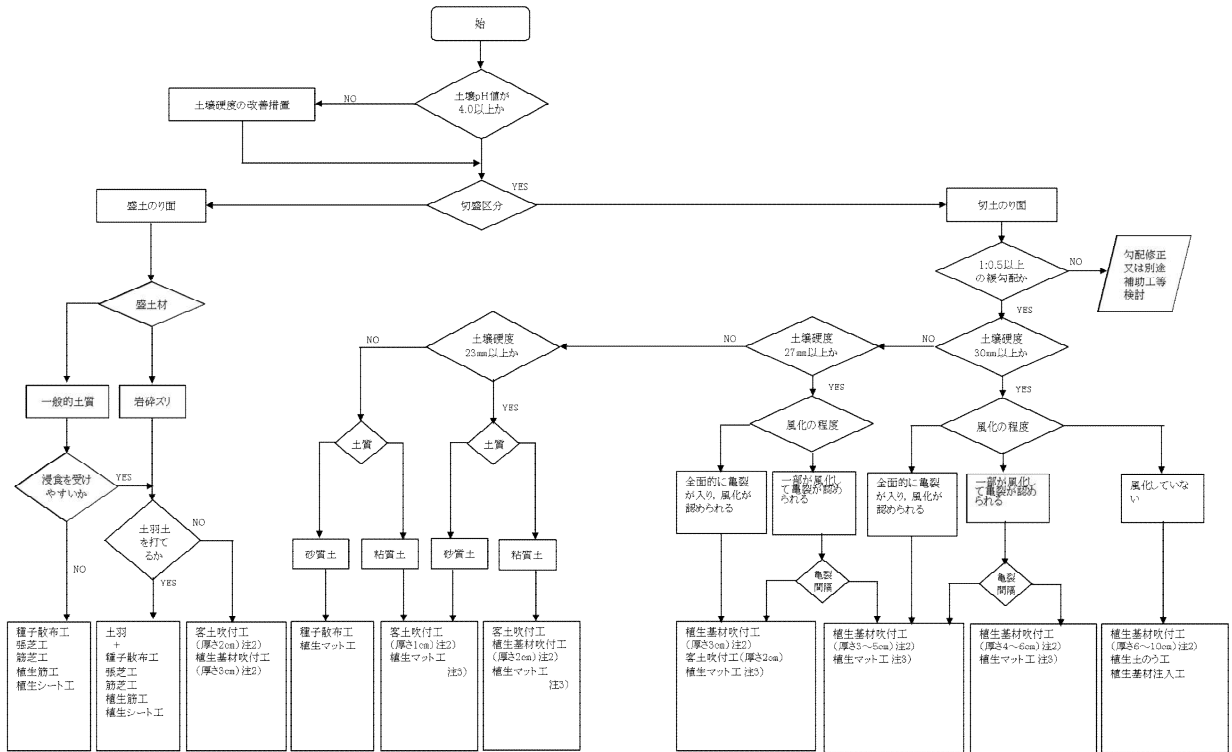 始
土壌pH値が
4.0以上か
NO
土壌硬度の改善措置
切盛区分
YES
盛土のり面
切土のり面
1:0.5以上
の緩勾配か
NO
勾配修正
又は別途
補助工等
検討
YES
盛土材
土壌硬度
23mm以上か
NO
土壌硬度
27mm以上か
NO
土壌硬度
30mm以上か
NO
一般的土質
岩砕ズリ
YES
YES
YES
土質
土質
風化の程度
風化の程度
浸食を受け
やすいか
YES
全面的に亀裂
が入り，風化が
認められる
一部が風化し
て亀裂が認め
られる
全面的に亀裂
が入り，風化が
認められる
一部が風化し
て亀裂が認め
られる
風化していな
い
土羽土
を打て
るか
NO
NO
YES
砂質土
粘質土
砂質土
粘質土
亀裂
間隔
亀裂
間隔
種子散布工
張芝工
筋芝工
植生筋工
植生シート工
土羽
+
種子散布工
張芝工
筋芝工
植生筋工
植生シート工
客土吹付工
(厚さ2cm)注2)
植生基材吹付工
(厚さ3cm)注2)
種子散布工
植生マット工
客土吹付工
(厚さ1cm)注2)
植生マット工
注3)
客土吹付工
植生基材吹付工
(厚さ2cm)注2)
植生マット工
注3)
植生基材吹付工
(厚さ3cm)注2)
客土吹付工(厚さ2cm)
植生マット工 注3)
植生基材吹付工
(厚さ3～5cm)注2)
植生マット工 注3)
植生基材吹付工
(厚さ4～6cm)注2)
植生マット工 注3)
植生基材吹付工
(厚さ6～10cm)注2)
植生土のう工
植生基材注入工